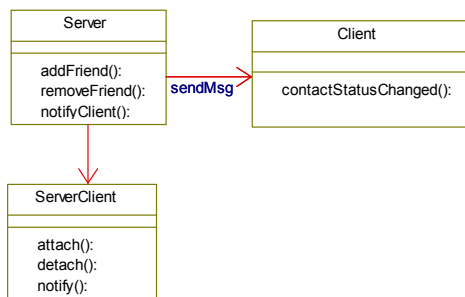 Server
addFriend():
removeFriend():
notifyClient():
sendMsg
Client
contactStatusChanged():
ServerClient
attach():
detach():
notify():